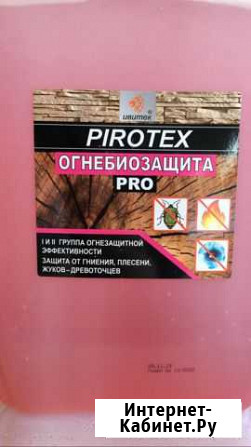 ИВИТЕК
PIROTEX
ОГНЕБИОЗАЩИТА
PRO
I И II ГРУППА ОГНЕЗАЩИТНОЙ
ЭФФЕКТИВНОСТИ
ЗАЩИТА ОТ ГНИЕНИЯ, ПЛЕСЕНИ,
ЖУКОВ-ДРЕВОТОЧЦЕВ
Интернет-
Кабинет.Ру